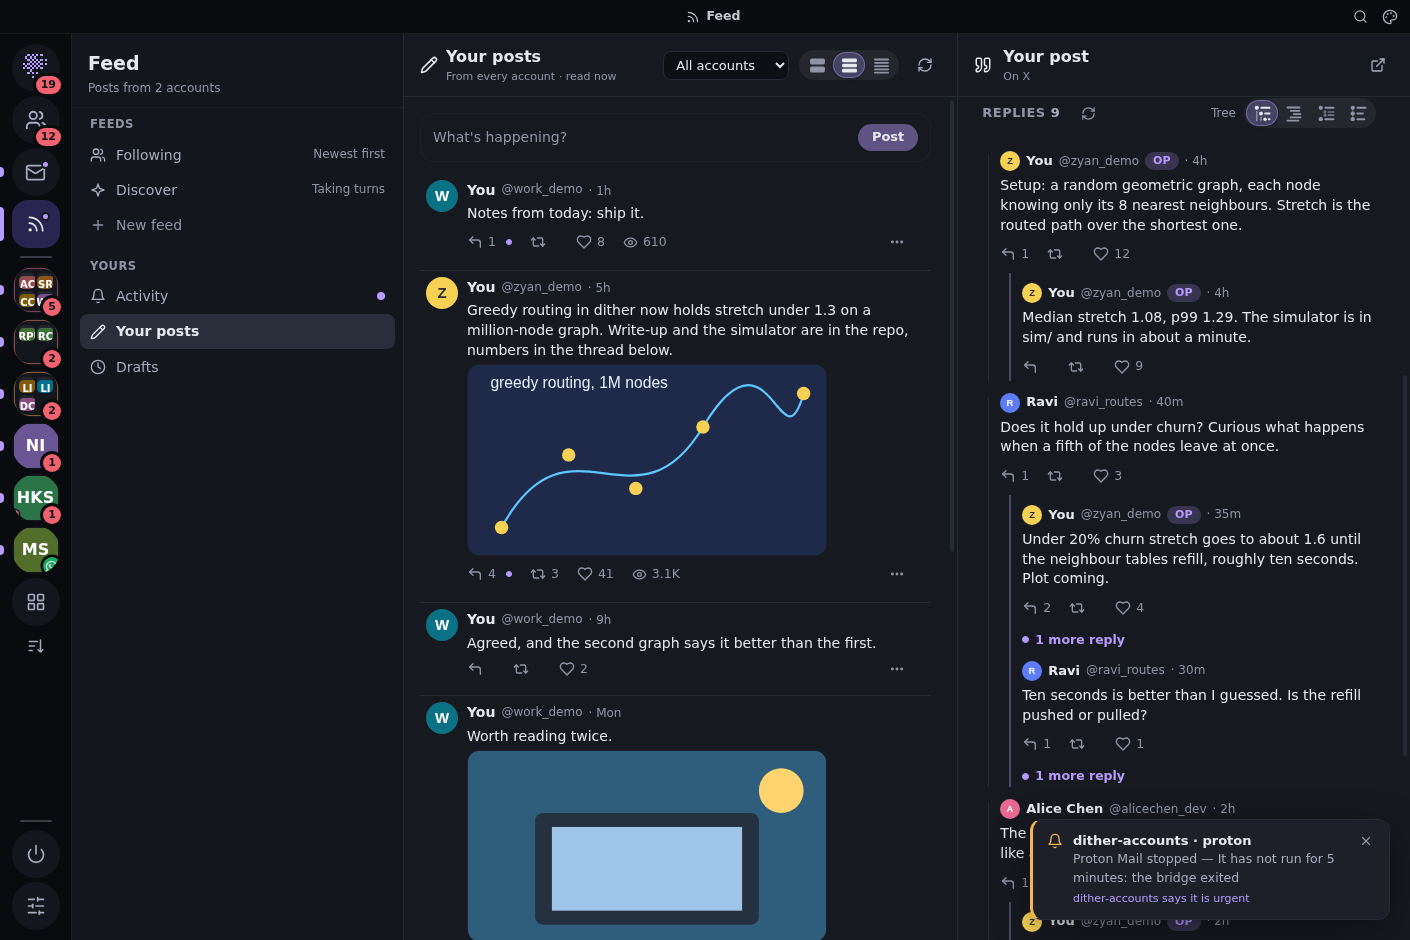 Feed
19
12
AC SR
CC
5
RP RC
2
LI LI
DC
2
NI
1
HKS
1
MS
Feed
Posts from 2 accounts
FEEDS
Following Newest first
Discover Taking turns
New feed
YOURS
Activity
Your posts
Drafts
Your posts
From every account · read now
All accounts
What's happening?
Post
W
You @work_demo · 1h
Notes from today: ship it.
1 8 610
Z
You @zyan_demo · 5h
Greedy routing in dither now holds stretch under 1.3 on a
million-node graph. Write-up and the simulator are in the repo,
numbers in the thread below.
greedy routing, 1M nodes
4 3 41 3.1K
W
You @work_demo · 9h
Agreed, and the second graph says it better than the first.
2
W
You @work_demo · Mon
Worth reading twice.
Your post
On X
REPLIES 9
Tree
Z You @zyan_demo OP · 4h
Setup: a random geometric graph, each node
knowing only its 8 nearest neighbours. Stretch is the
routed path over the shortest one.
1 12
Z You @zyan_demo OP · 4h
Median stretch 1.08, p99 1.29. The simulator is in
sim/ and runs in about a minute.
9
R Ravi @ravi_routes · 40m
Does it hold up under churn? Curious what happens
when a fifth of the nodes leave at once.
1 3
Z You @zyan_demo OP · 35m
Under 20% churn stretch goes to about 1.6 until
the neighbour tables refill, roughly ten seconds.
Plot coming.
2 4
1 more reply
R Ravi @ravi_routes · 30m
Ten seconds is better than I guessed. Is the refill
pushed or pulled?
1 1
1 more reply
A Alice Chen @alicechen_dev · 2h
The
like
1
Z You @zyan_demo OP · 2h
dither-accounts · proton
Proton Mail stopped — It has not run for 5
minutes: the bridge exited
dither-accounts says it is urgent